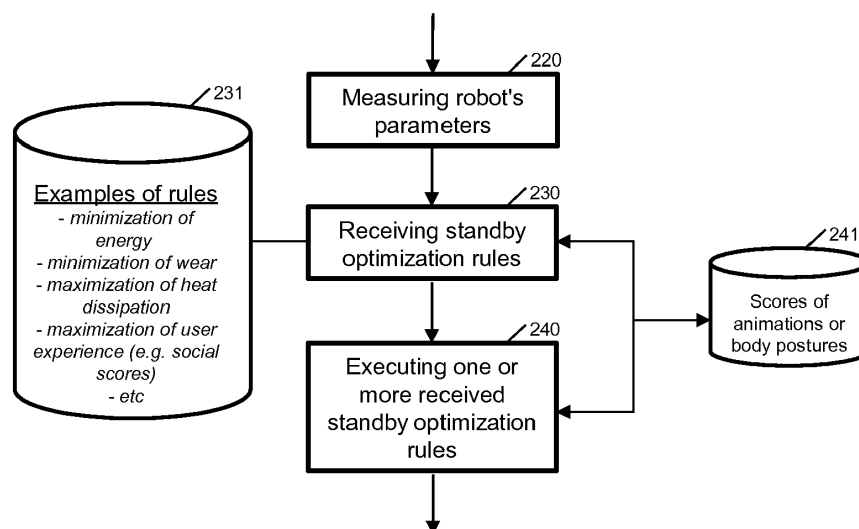 220
Measuring robot's
parameters
231
Examples of rules
- minimization of
energy
- minimization of wear
- maximization of heat
dissipation
- maximization of user
experience (e.g. social
scores)
- etc
230
Receiving standby
optimization rules
241
Scores of
animations or
body postures
240
Executing one or
more received
standby optimization
rules